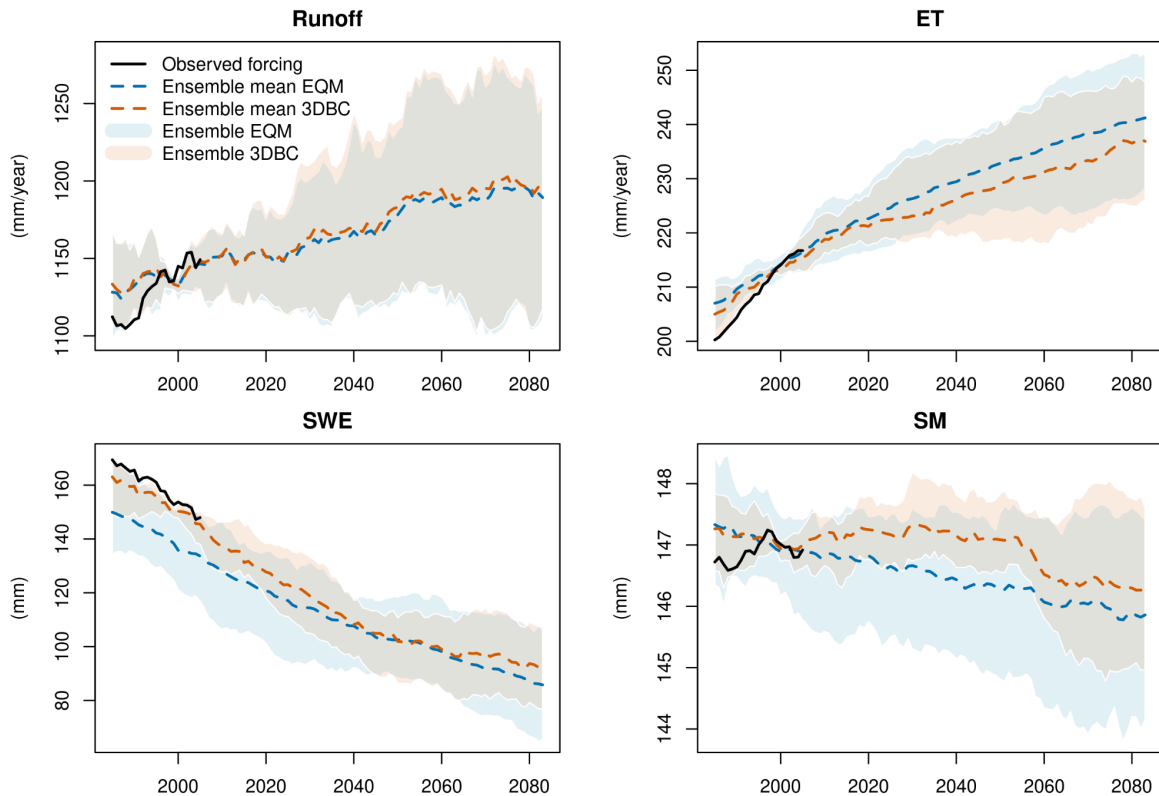 Runoff
Observed forcing
Ensemble mean EQM
Ensemble mean 3DBC
Ensemble EQM
Ensemble 3DBC
(mm/year)
1100 1150 1200 1250
2000 2020 2040 2060 2080
ET
(mm/year)
200 210 220 230 240 250
2000 2020 2040 2060 2080
SWE
(mm)
80 100 120 140 160
2000 2020 2040 2060 2080
SM
(mm)
144 145 146 147 148
2000 2020 2040 2060 2080